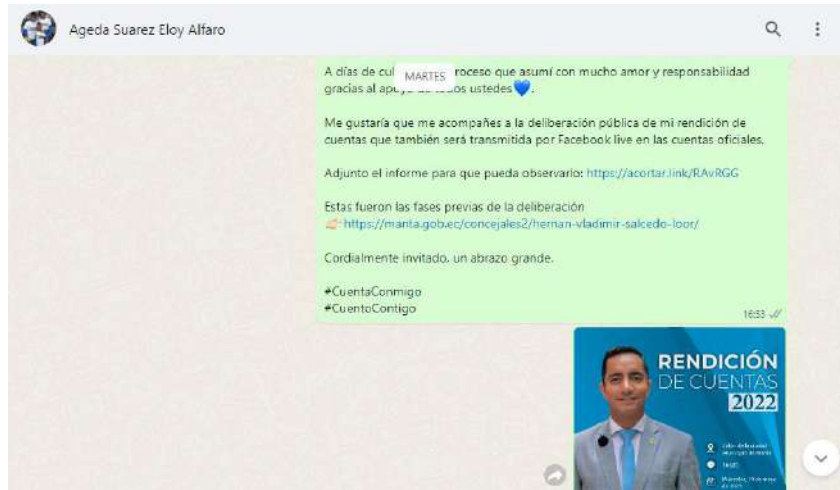 Ageda Suarez Eloy Alfaro
MARTES
A días de roceso que asumí con mucho amor y responsabilidad
gracias al ustedes 💙.
Me gustaría que me acompañes a la deliberación pública de mi rendición de
cuentas que también será transmitida por Facebook live en las cuentas oficiales.
Adjunto el informe para que pueda observarlo: https://acortar.link/RAvRGG
Estas fueron las fases previas de la deliberación
👉🏻 https://manta.gob.ec/concejales2/hernan-vladimir-salcedo-loor/
Cordialmente invitado, un abrazo grande.
#CuentaConmigo
#CuentoContigo
16:53
RENDICIÓN
DE CUENTAS
2022